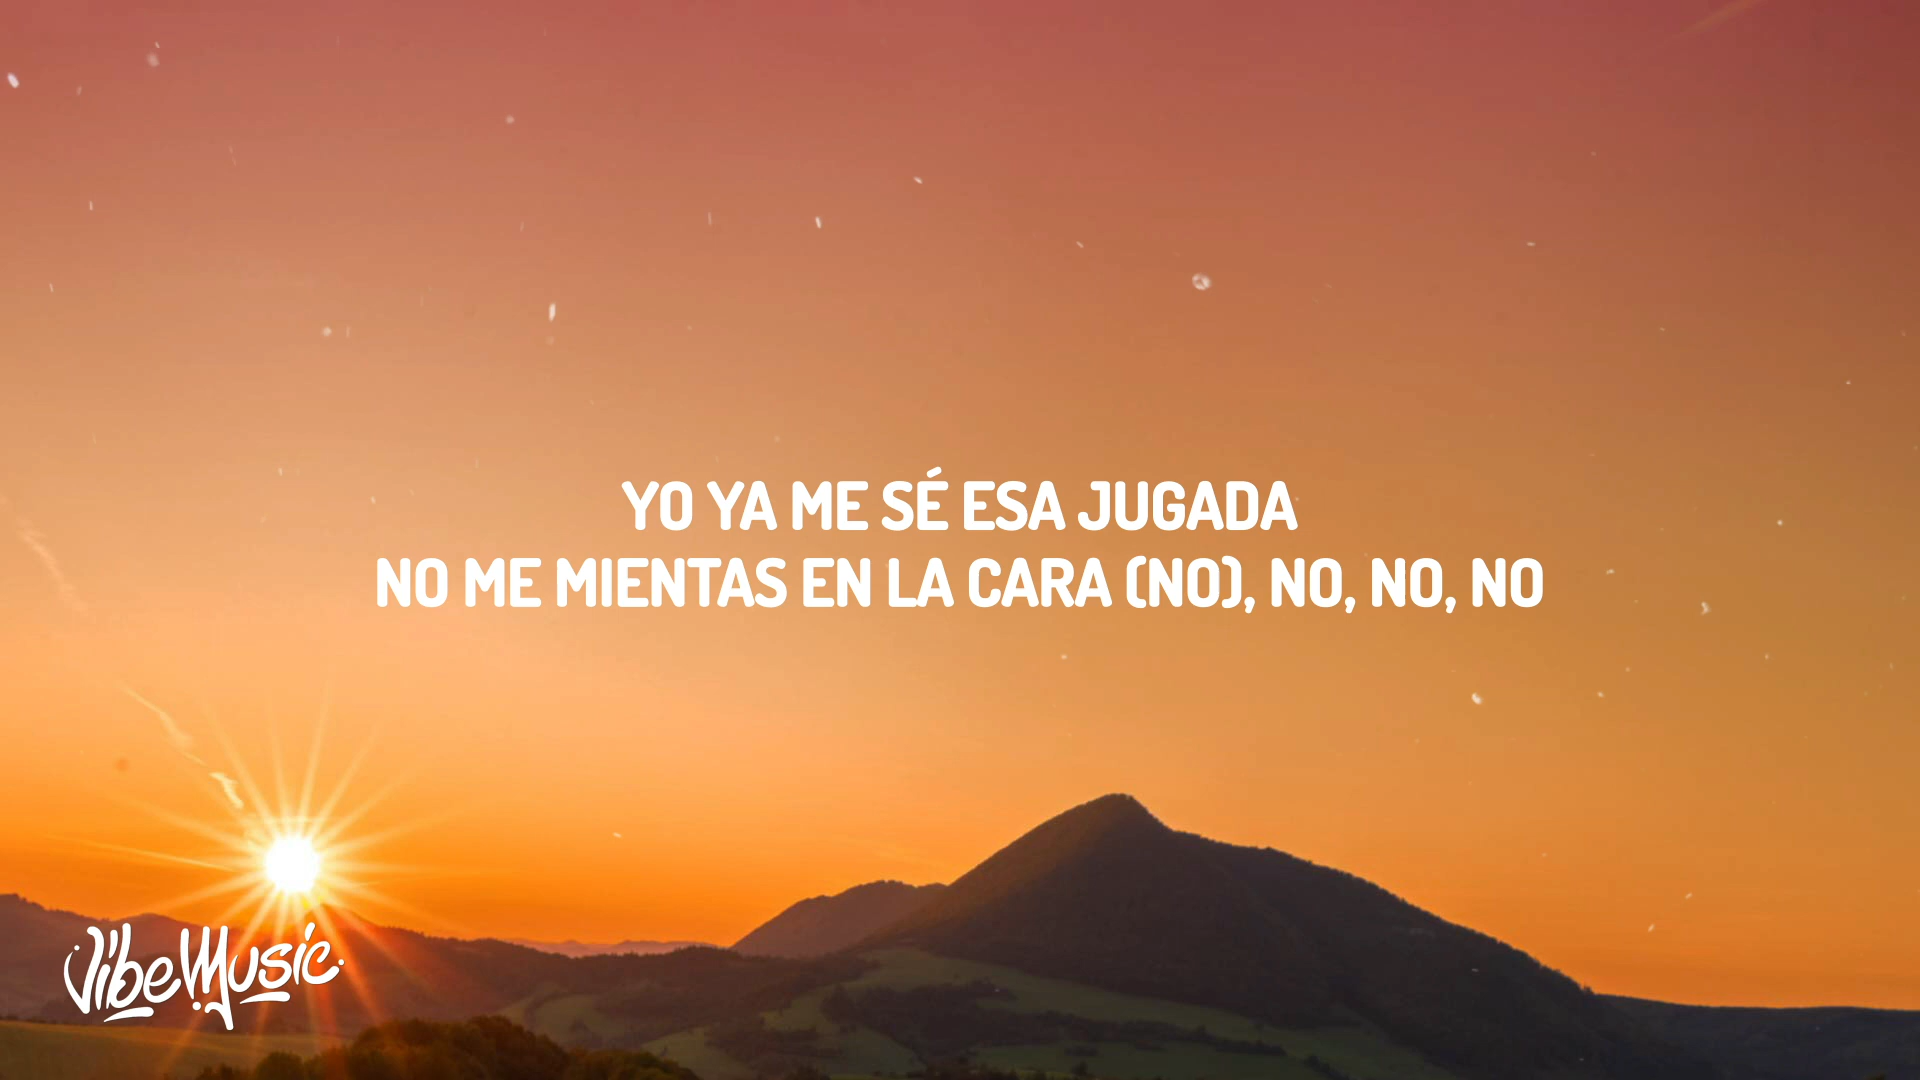 YO YA ME SÉ ESA JUGADA
NO ME MIENTAS EN LA CARA (NO), NO, NO, NO
VibeMusic